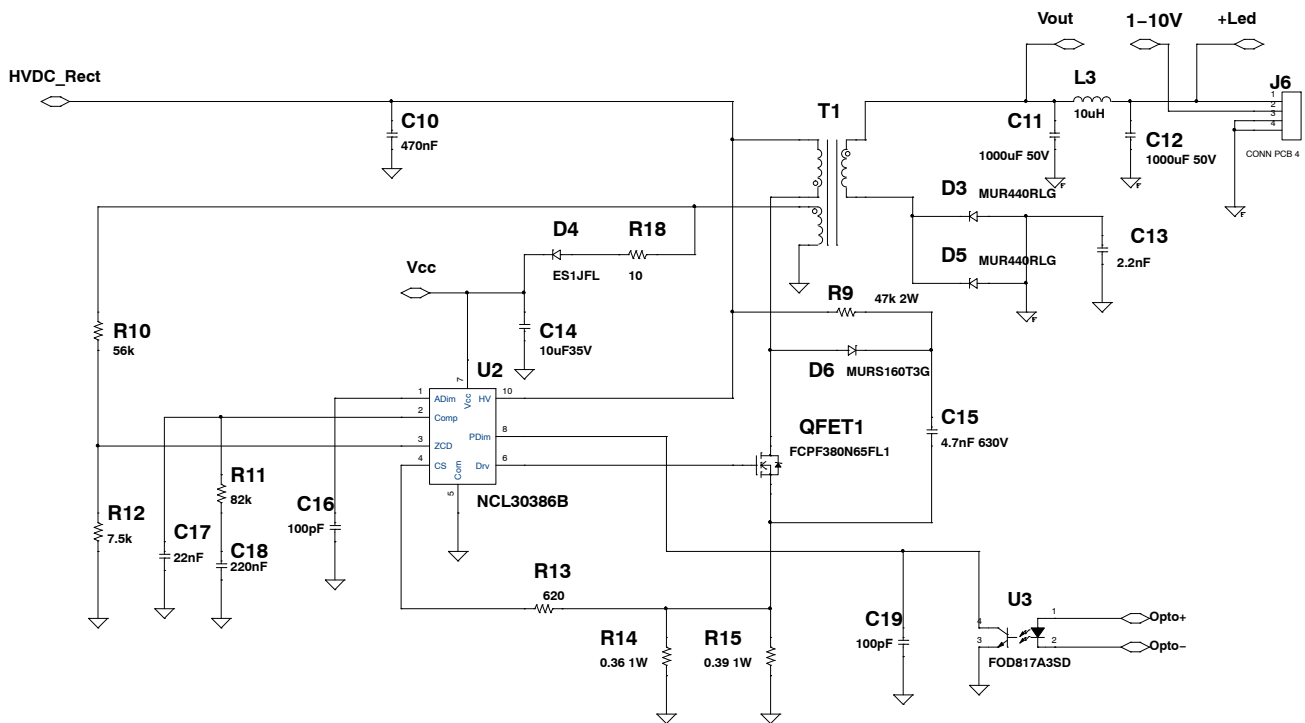 Vout
1–10V
+Led
HVDC_Rect
L3
10uH
J6
1
2
3
4
CONN PCB 4
T1
C10
470nF
C11
1000uF 50V
C12
1000uF 50V
F
F
F
D3
MUR440RLG
D4
ES1JFL
R18
10
D5
MUR440RLG
C13
2.2nF
Vcc
R9
47k 2W
F
R10
56k
C14
10uF35V
U2
D6
MURS160T3G
7
1
ADim
Vcc
HV
10
2
Comp
PDim
8
3
ZCD
4
CS
Com
Drv
6
5
NCL30386B
QFET1
FCPF380N65FL1
C15
4.7nF 630V
R11
82k
R12
7.5k
C17
22nF
C18
220nF
C16
100pF
R13
620
R14
0.36 1W
R15
0.39 1W
C19
100pF
U3
4
3
1
2
Opto+
Opto–
FOD817A3SD